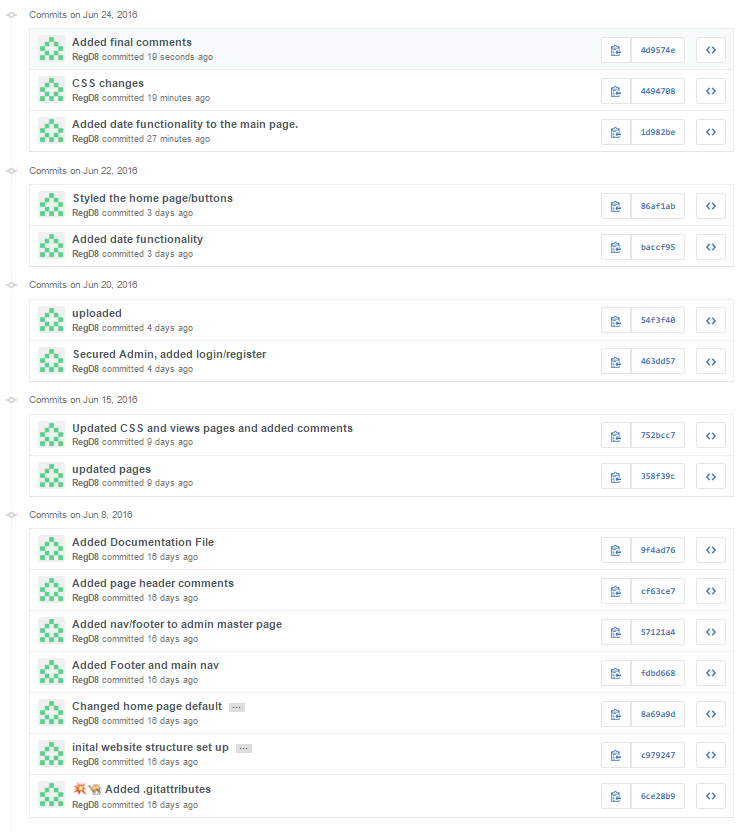 Commits on Jun 24, 2016
Added final comments
RegD8 committed 19 seconds ago
4d9574e
CSS changes
RegD8 committed 19 minutes ago
4494708
Added date functionality to the main page.
RegD8 committed 27 minutes ago
1d982be
Commits on Jun 22, 2016
Styled the home page/buttons
RegD8 committed 3 days ago
86af1ab
Added date functionality
RegD8 committed 3 days ago
baccf95
Commits on Jun 20, 2016
uploaded
RegD8 committed 4 days ago
54f3f40
Secured Admin, added login/register
RegD8 committed 4 days ago
463dd57
Commits on Jun 15, 2016
Updated CSS and views pages and added comments
RegD8 committed 9 days ago
752bcc7
updated pages
RegD8 committed 9 days ago
358f39c
Commits on Jun 8, 2016
Added Documentation File
RegD8 committed 16 days ago
9f4ad76
Added page header comments
RegD8 committed 16 days ago
cf63ce7
Added nav/footer to admin master page
RegD8 committed 16 days ago
57121a4
Added Footer and main nav
RegD8 committed 16 days ago
fdbd668
Changed home page default …
RegD8 committed 16 days ago
8a69a9d
inital website structure set up …
RegD8 committed 16 days ago
c979247
💥🐫 Added .gitattributes
RegD8 committed 16 days ago
6ce28b9